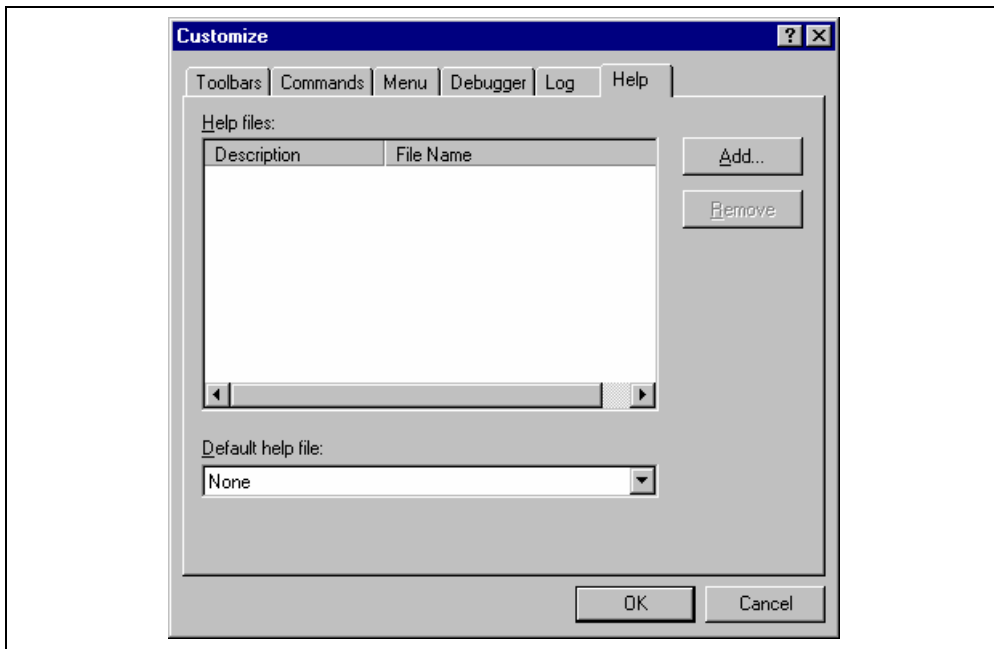 Customize
Toolbars Commands Menu Debugger Log Help
Help files:
Description File Name
Add...
Remove
Default help file:
None
OK Cancel